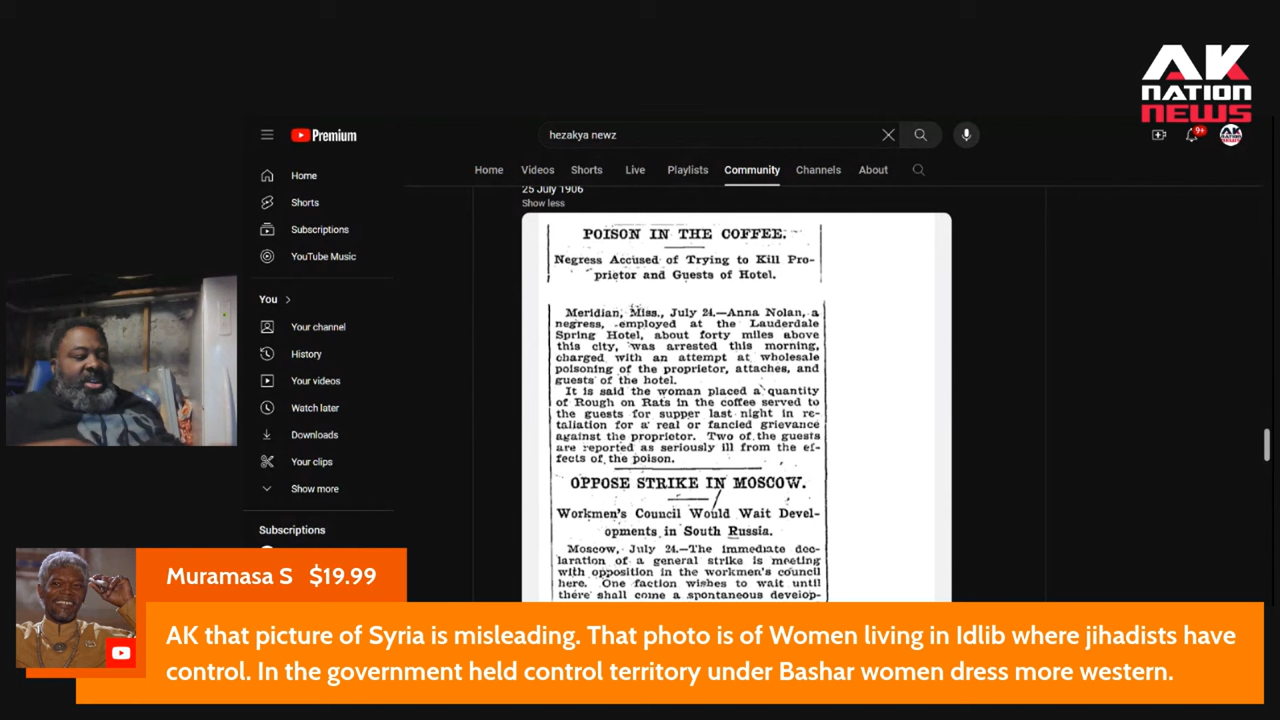 AK
NATION
NEWS
Premium
hezakya newz
9+
Home
Videos
Shorts
Live
Playlists
Community
Channels
About
Home
Shorts
Subscriptions
YouTube Music
You
Your channel
History
Your videos
Watch later
Downloads
Your clips
Show more
Subscriptions
25 July 1906
Show less
POISON IN THE COFFEE.
Negress Accused of Trying to Kill Pro-
prietor and Guests of Hotel.
Meridian, Miss., July 24.—Anna Nolan, a
negress, employed at the Lauderdale
Spring Hotel, about forty miles above
this city, was arrested this morning,
charged with an attempt at wholesale
poisoning of the proprietor, attaches, and
guests of the hotel.
It is said the woman placed a quantity
of Rough on Rats in the coffee served to
the guests for supper last night in re-
taliation for a real or fancied grievance
against the proprietor. Two of the guests
are reported as seriously ill from the ef-
fects of the poison.
OPPOSE STRIKE IN MOSCOW.
Workmen's Council Would Wait Devel-
opments in South Russia.
Moscow, July 24.—The immediate dec-
laration of a general strike is meeting
with opposition in the workmen's council
here. One faction wishes to wait until
there shall come a spontaneous develop-
Muramasa S $19.99
AK that picture of Syria is misleading. That photo is of Women living in Idlib where jihadists have
control. In the government held control territory under Bashar women dress more western.